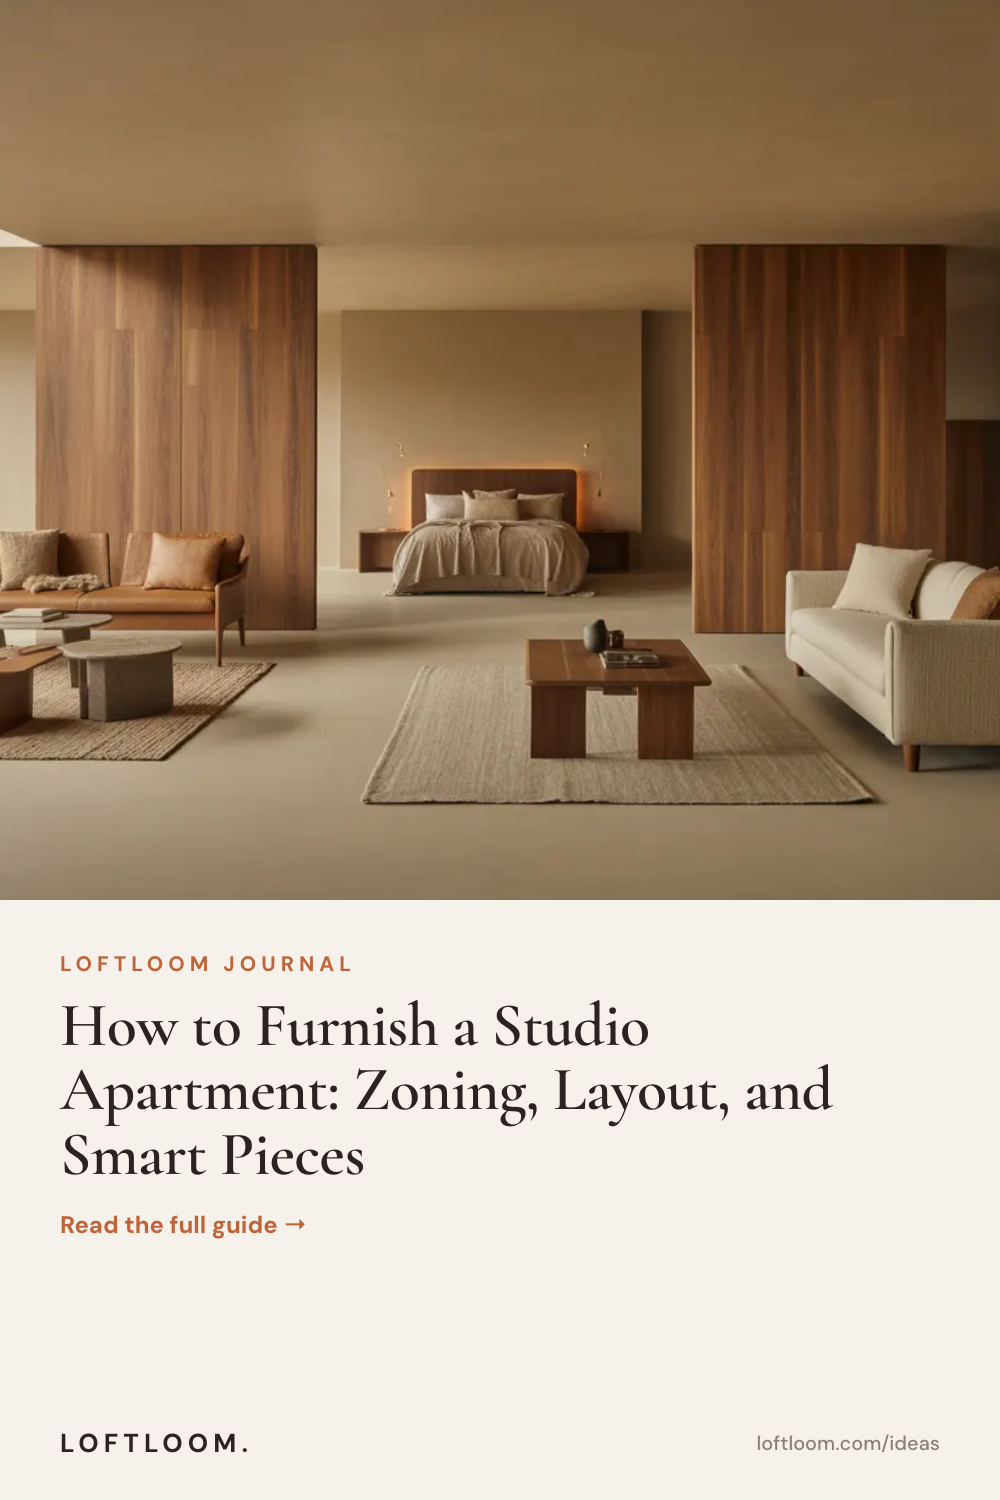 LOFTLOOM JOURNAL
How to Furnish a Studio
Apartment: Zoning, Layout, and
Smart Pieces
Read the full guide →
LOFTLOOM.
loftloom.com/ideas